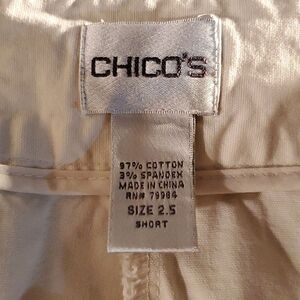 CHICO'S
97% COTTON
3% SPANDEX
MADE IN CHINA
RN# 79984
SIZE 2.5
SHORT